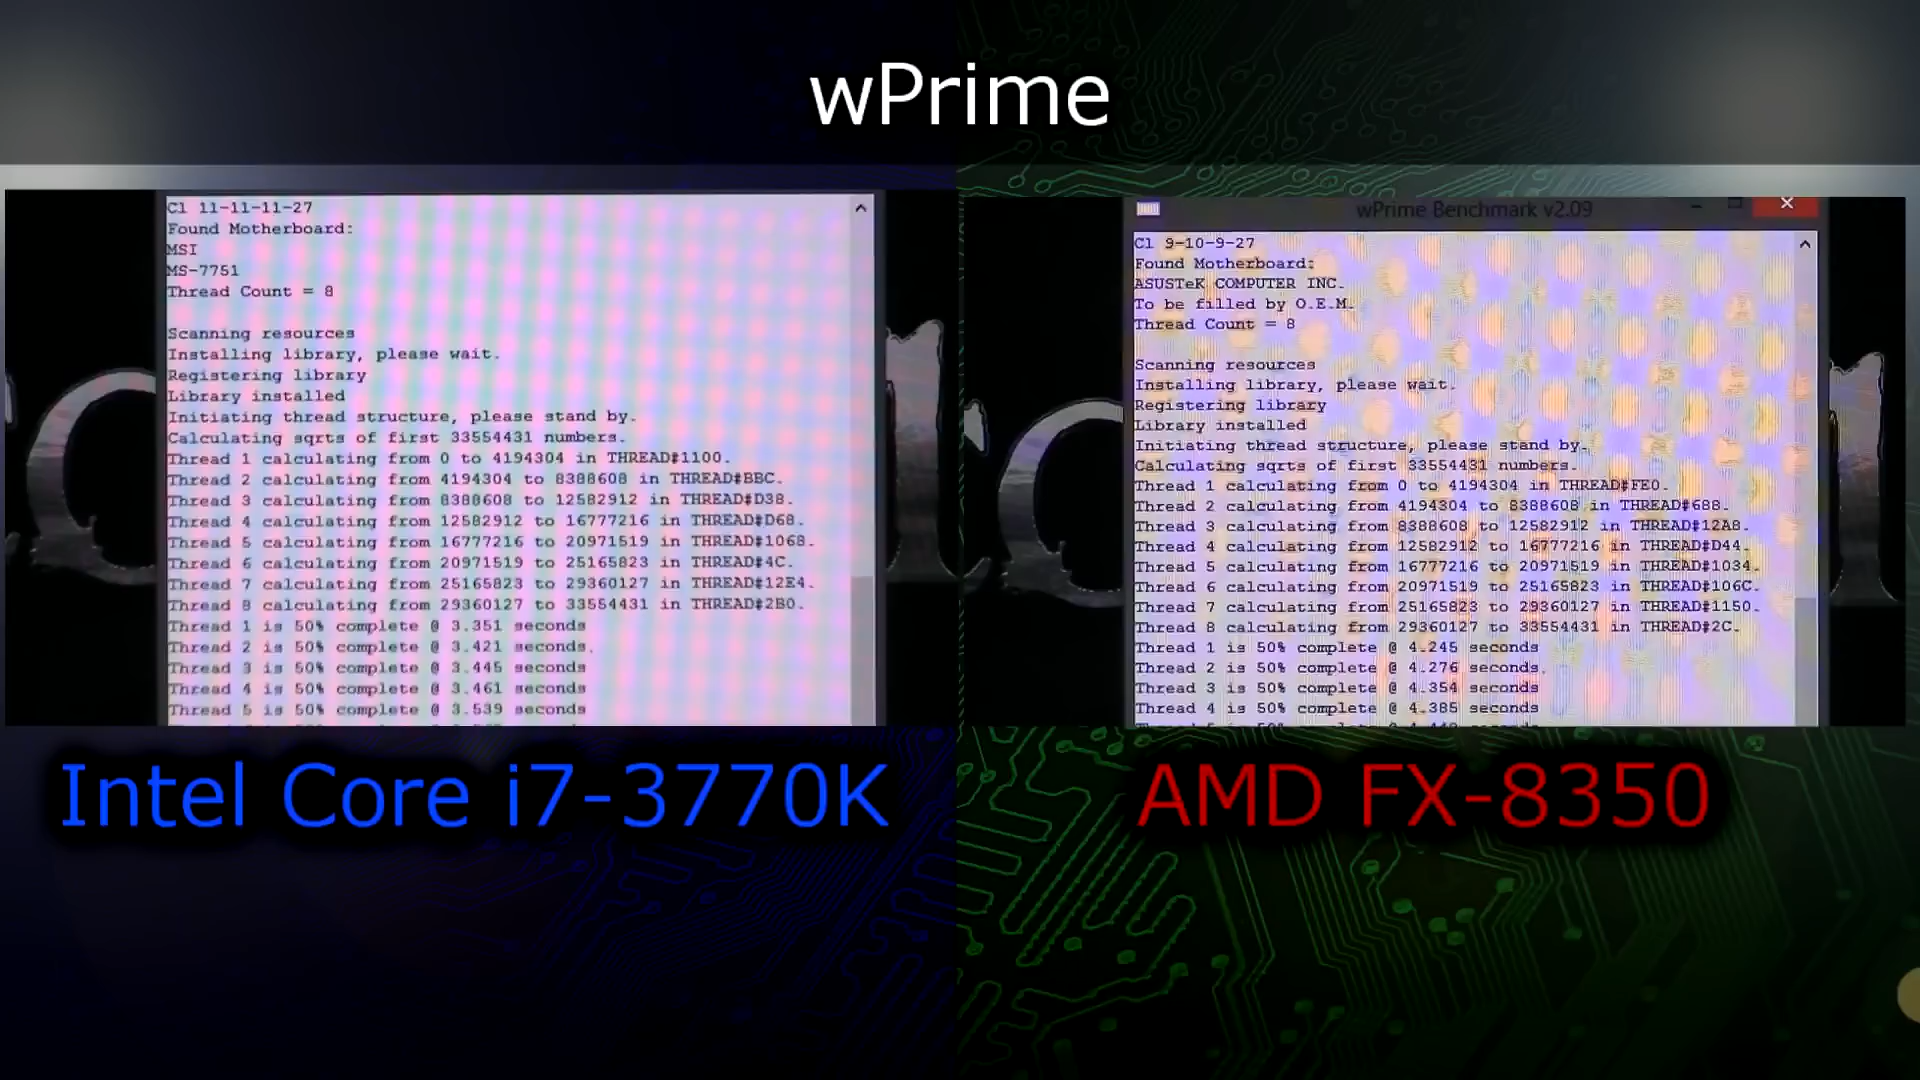 wPrime
Cl 11-11-11-27
Found Motherboard:
MSI
MS-7751
Thread Count = 8
Scanning resources
Installing library, please wait.
Registering library
Library installed
Initiating thread structure, please stand by.
Calculating sqrts of first 33554431 numbers.
Thread 1 calculating from 0 to 4194304 in THREAD#1100.
Thread 2 calculating from 4194304 to 8388608 in THREAD#BBC.
Thread 3 calculating from 8388608 to 12582912 in THREAD#D38.
Thread 4 calculating from 12582912 to 16777216 in THREAD#D68.
Thread 5 calculating from 16777216 to 20971519 in THREAD#1068.
Thread 6 calculating from 20971519 to 25165823 in THREAD#4C.
Thread 7 calculating from 25165823 to 29360127 in THREAD#12E4.
Thread 8 calculating from 29360127 to 33554431 in THREAD#2B0.
Thread 1 is 50% complete @ 3.351 seconds
Thread 2 is 50% complete @ 3.421 seconds.
Thread 3 is 50% complete @ 3.445 seconds
Thread 4 is 50% complete @ 3.461 seconds
Thread 5 is 50% complete @ 3.539 seconds
Intel Core i7-3770K
wPrime Benchmark v2.09
Cl 9-10-9-27
Found Motherboard:
ASUSTeK COMPUTER INC.
To be filled by O.E.M.
Thread Count = 8
Scanning resources
Installing library, please wait.
Registering library
Library installed
Initiating thread structure, please stand by.
Calculating sqrts of first 33554431 numbers.
Thread 1 calculating from 0 to 4194304 in THREAD#FE0.
Thread 2 calculating from 4194304 to 8388608 in THREAD#688.
Thread 3 calculating from 8388608 to 12582912 in THREAD#12A8.
Thread 4 calculating from 12582912 to 16777216 in THREAD#D44.
Thread 5 calculating from 16777216 to 20971519 in THREAD#1034.
Thread 6 calculating from 20971519 to 25165823 in THREAD#106C.
Thread 7 calculating from 25165823 to 29360127 in THREAD#1150.
Thread 8 calculating from 29360127 to 33554431 in THREAD#2C.
Thread 1 is 50% complete @ 4.245 seconds
Thread 2 is 50% complete @ 4.276 seconds.
Thread 3 is 50% complete @ 4.354 seconds
Thread 4 is 50% complete @ 4.385 seconds
AMD FX-8350